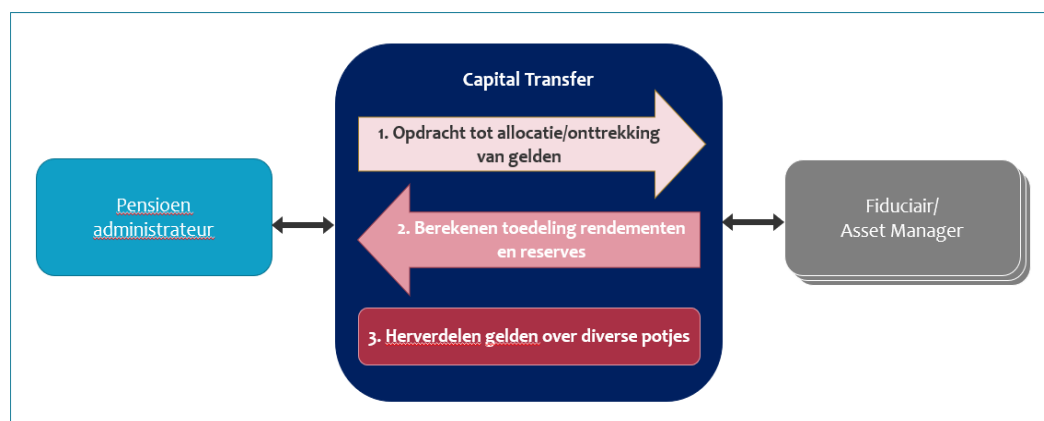 Capital Transfer
1. Opdracht tot allocatie/onttrekking
van gelden
Pensioen
administrateur
2. Berekenen toedeling rendementen
en reserves
Fiduciair/
Asset Manager
3. Herverdelen gelden over diverse potjes